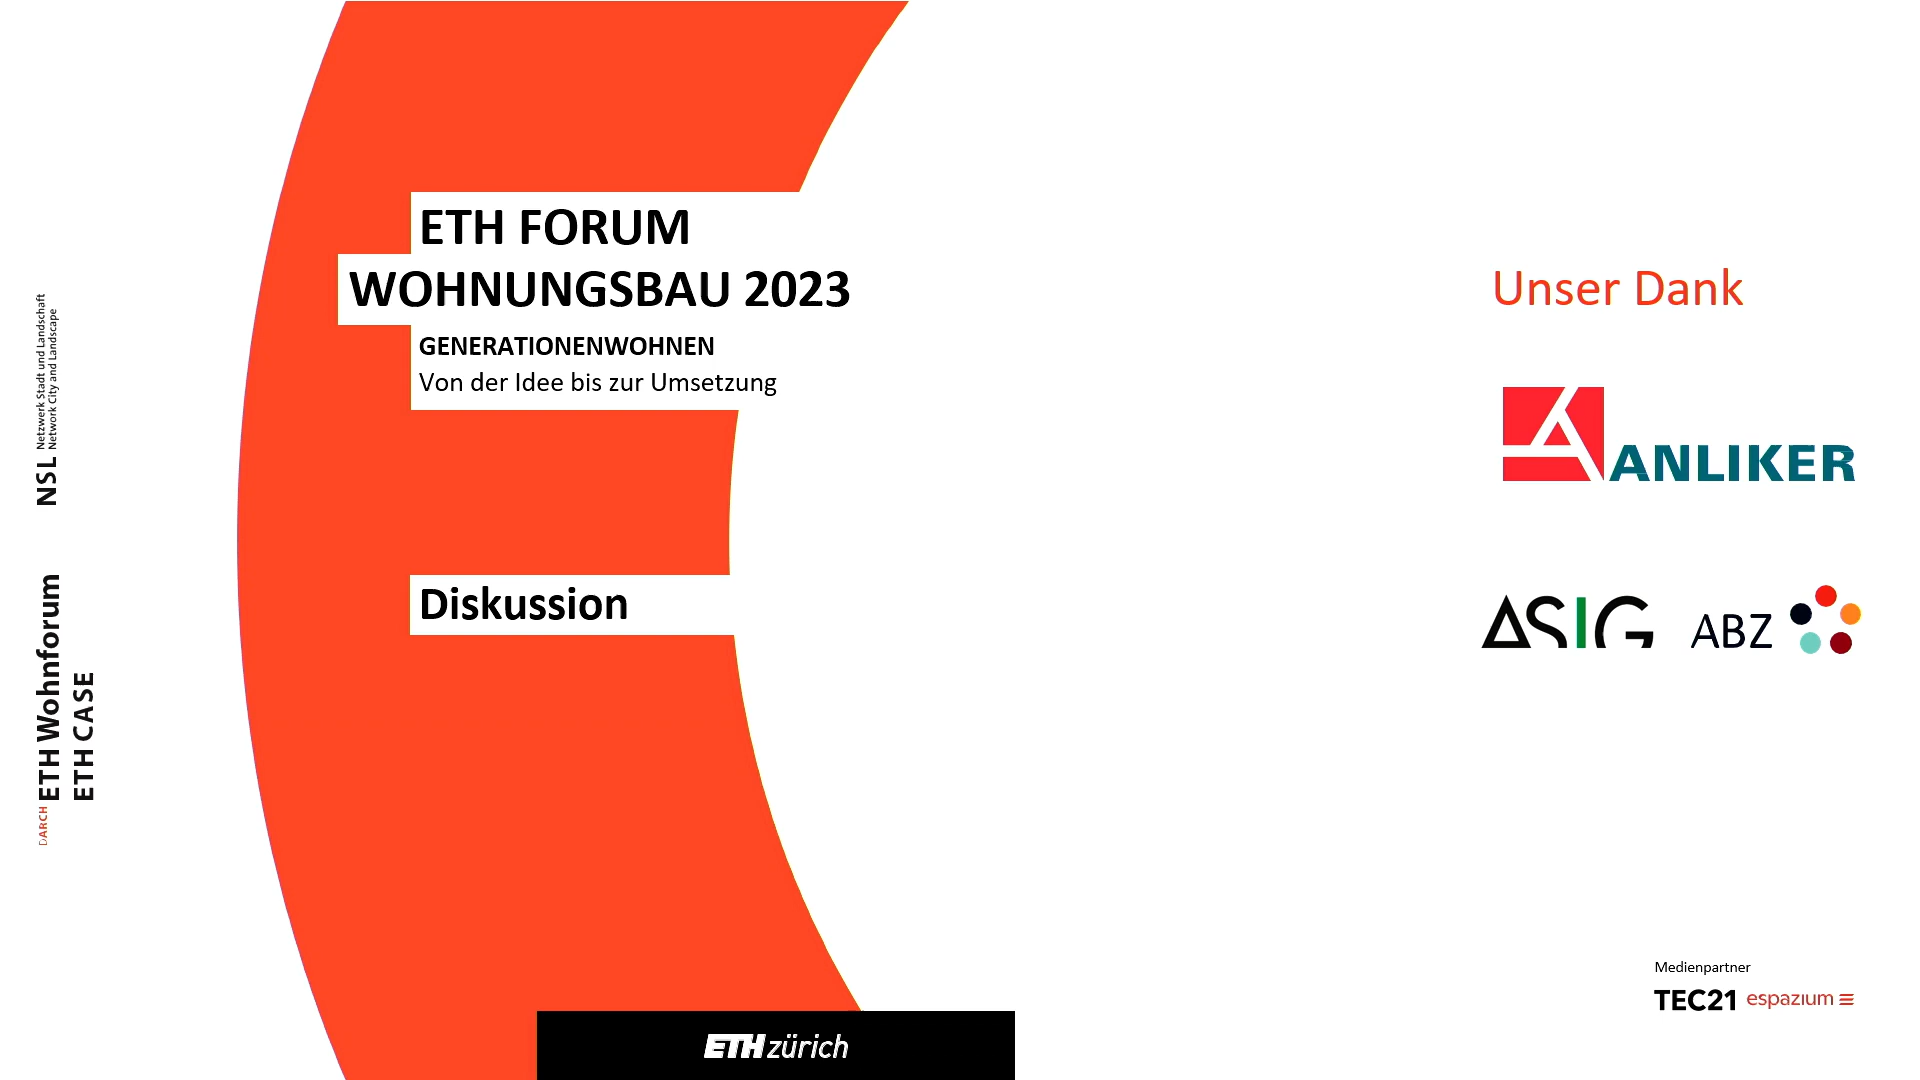 ETH FORUM
WOHNUNGSBAU 2023
GENERATIONENWOHNEN
Von der Idee bis zur Umsetzung
Diskussion
NSL Netzwerk Stadt und Landschaft
Network City and Landscape
DARCH ETH Wohnforum
ETH CASE
Unser Dank
ANLIKER
ASIG ABZ
Medienpartner
TEC21 espazium
ETH zürich